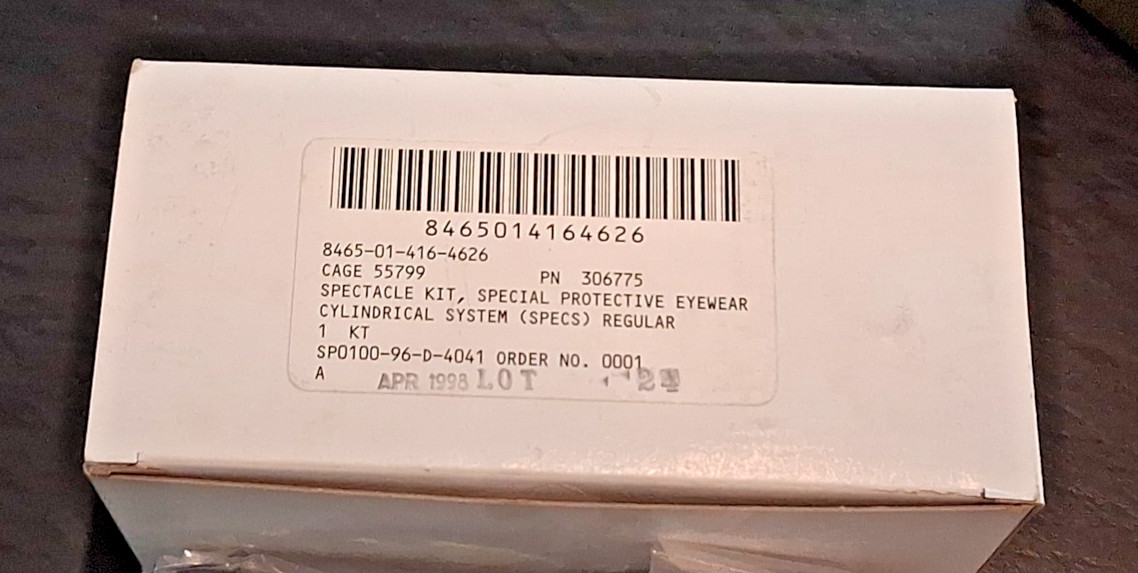 8465014164626
8465-01-416-4626
CAGE 55799 PN 306775
SPECTACLE KIT, SPECIAL PROTECTIVE EYEWEAR
CYLINDRICAL SYSTEM (SPECS) REGULAR
1 KT
SP0100-96-D-4041 ORDER NO. 0001
A APR 1998 LOT